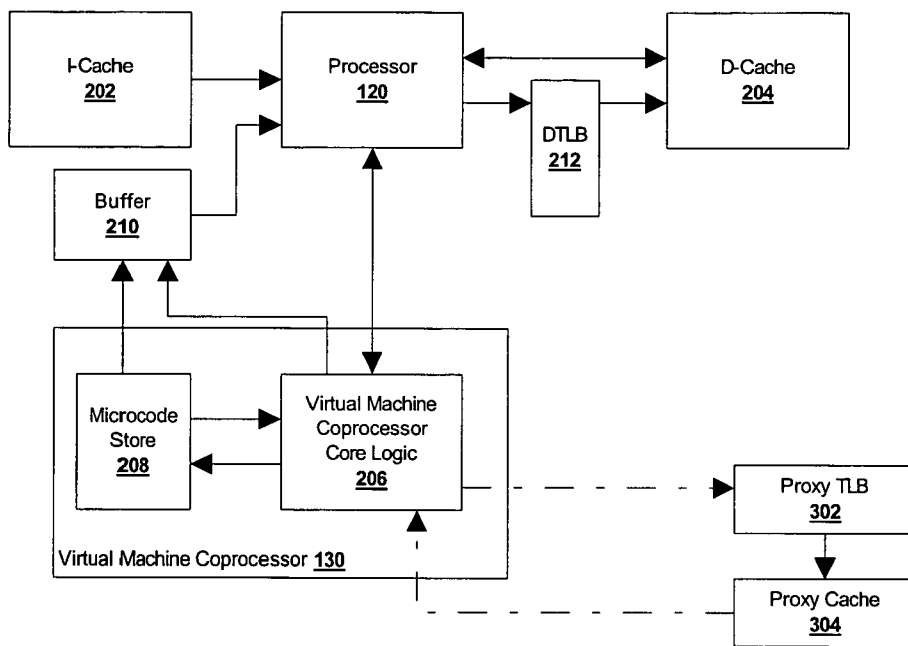 I-Cache
202
Processor
120
D-Cache
204
DTLB
212
Buffer
210
Microcode
Store
208
Virtual Machine
Coprocessor
Core Logic
206
Virtual Machine Coprocessor 130
Proxy TLB
302
Proxy Cache
304